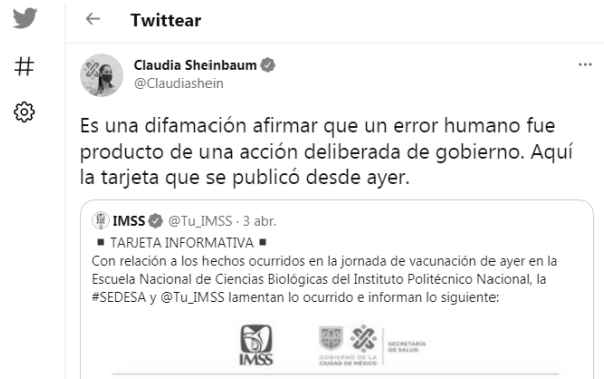 Twittear
Claudia Sheinbaum
@Claudiashein
Es una difamación afirmar que un error humano fue
producto de una acción deliberada de gobierno. Aquí
la tarjeta que se publicó desde ayer.
IMSS @Tu_IMSS · 3 abr.
▪ TARJETA INFORMATIVA ▪
Con relación a los hechos ocurridos en la jornada de vacunación de ayer en la
Escuela Nacional de Ciencias Biológicas del Instituto Politécnico Nacional, la
#SEDESA y @Tu_IMSS lamentan lo ocurrido e informan lo siguiente:
IMSS
GOBIERNO DE LA
CIUDAD DE MÉXICO
SECRETARÍA
DE SALUD